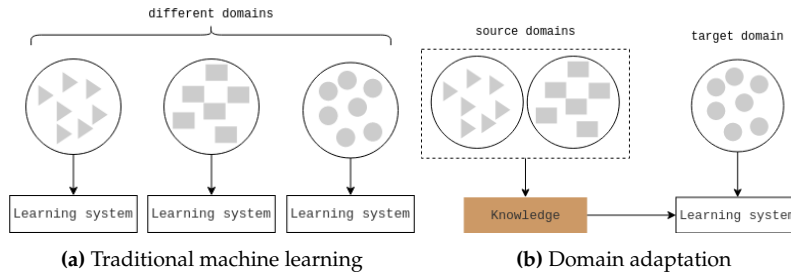 different domains
source domains
target domain
Learning system
Learning system
Learning system
Knowledge
Learning system
(a) Traditional machine learning
(b) Domain adaptation